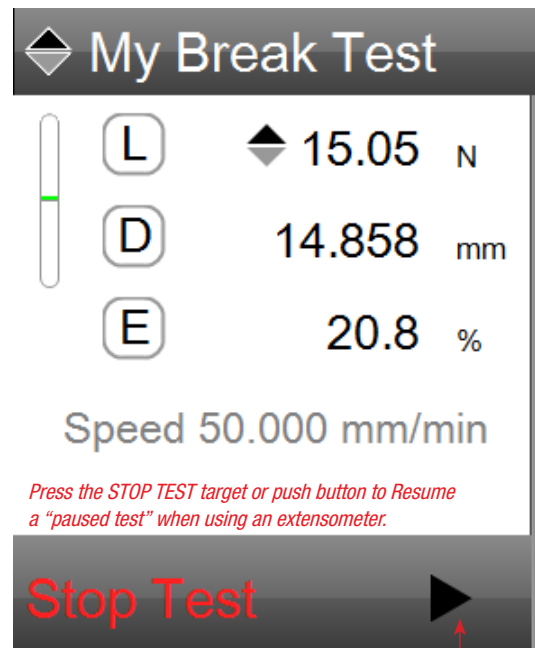 My Break Test
L 15.05 N
D 14.858 mm
E 20.8 %
Speed 50.000 mm/min
Press the STOP TEST target or push button to Resume
a “paused test” when using an extensometer.
Stop Test